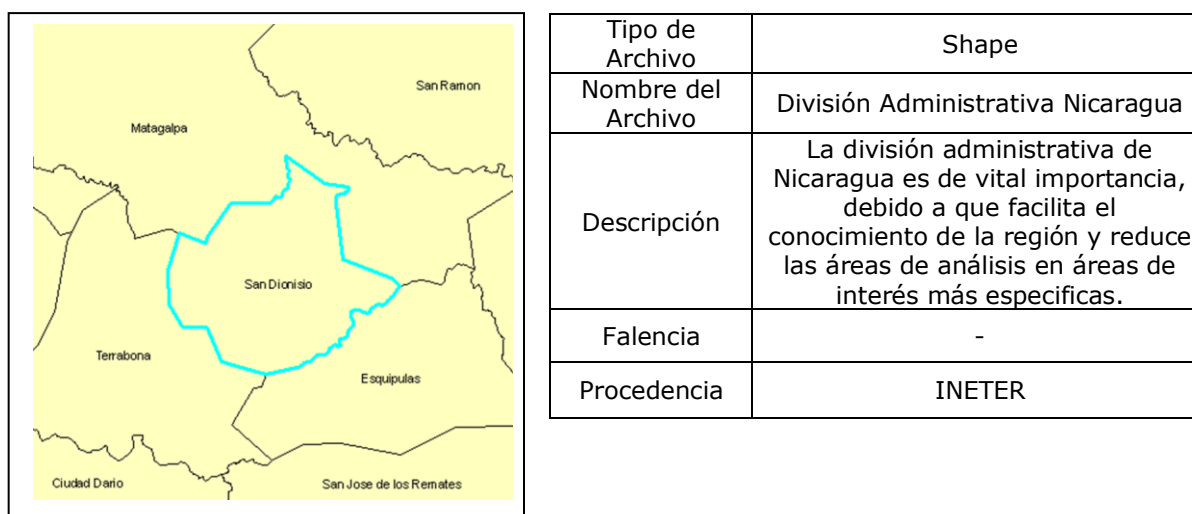 San Ramon
Matagalpa
San Dionisio
Terrabona
Esquipulas
Ciudad Dario
San Jose de los Remates
Tipo de
Archivo
Shape
Nombre del
Archivo
División Administrativa Nicaragua
Descripción
La división administrativa de
Nicaragua es de vital importancia,
debido a que facilita el
conocimiento de la región y reduce
las áreas de análisis en áreas de
interés más especificas.
Falencia
-
Procedencia
INETER